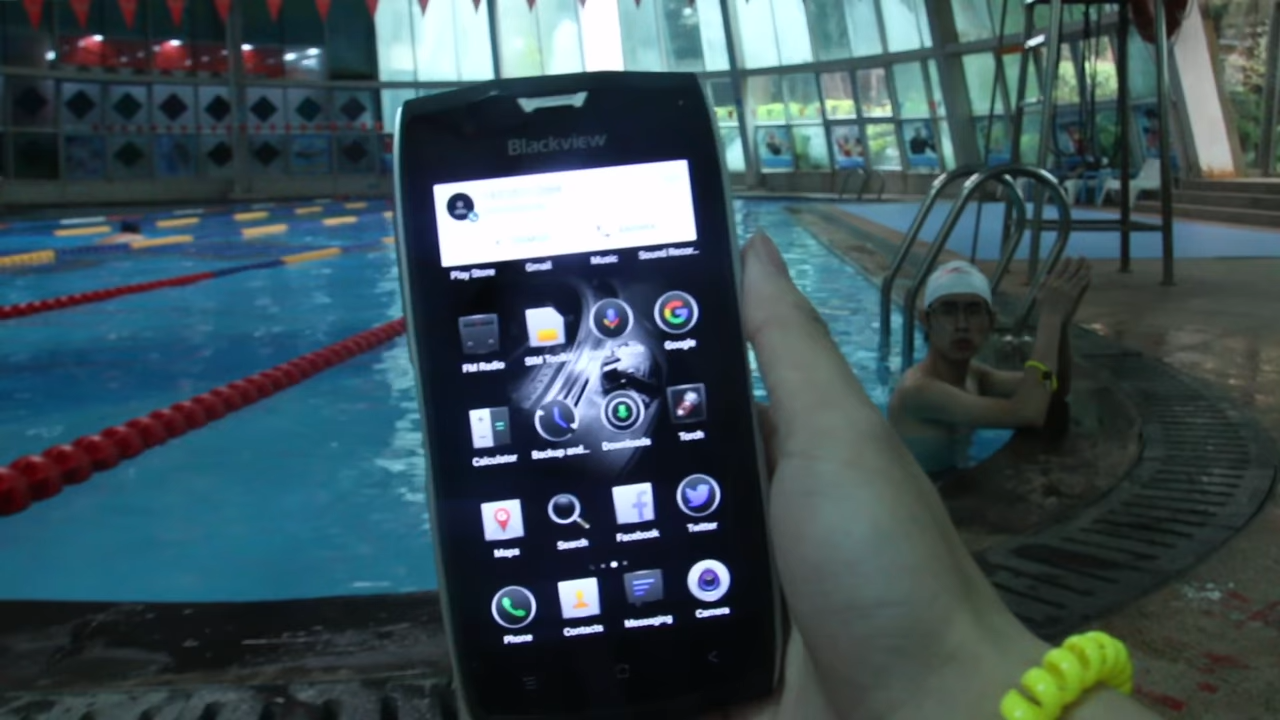 Blackview
Play Store Gmail Music Sound Recor...
FM Radio SIM Toolk Google
Calculator Backup and... Downloads Torch
Maps Search Facebook Twitter
Phone Contacts Messaging Camera